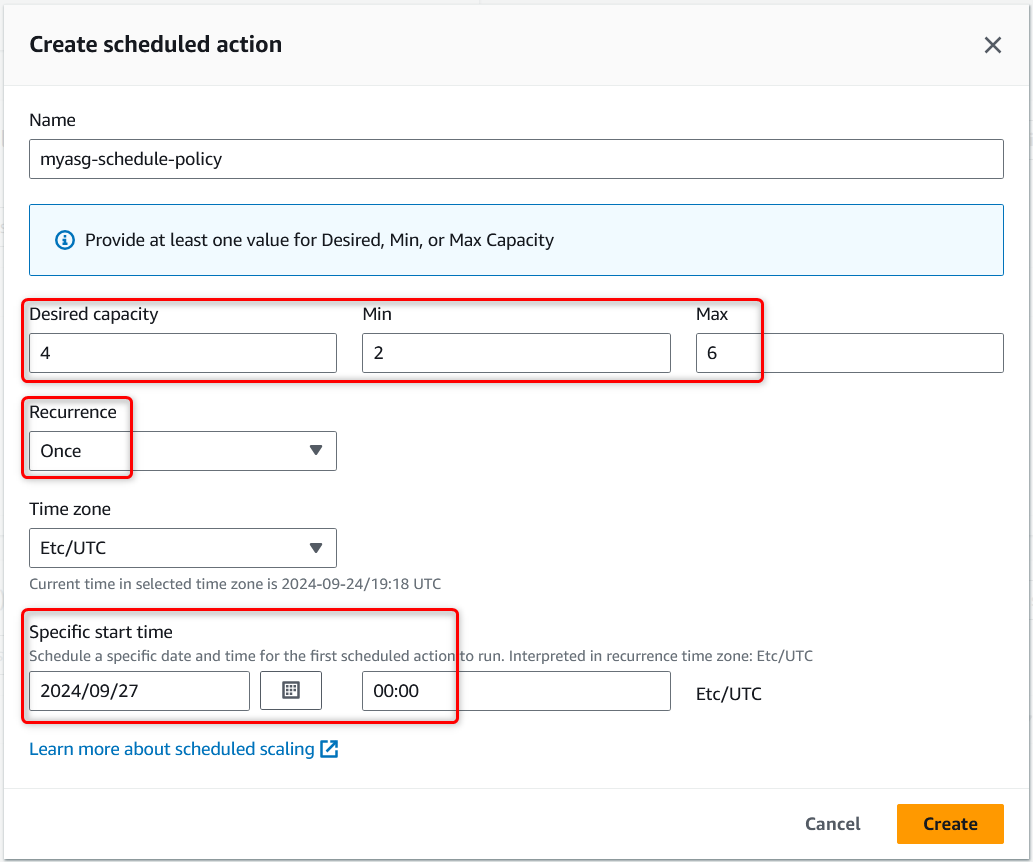 Create scheduled action
Name
myasg-schedule-policy
Provide at least one value for Desired, Min, or Max Capacity
Desired capacity Min Max
4 2 6
Recurrence
Once
Time zone
Etc/UTC
Current time in selected time zone is 2024-09-24/19:18 UTC
Specific start time
Schedule a specific date and time for the first scheduled action to run. Interpreted in recurrence time zone: Etc/UTC
2024/09/27 00:00 Etc/UTC
Learn more about scheduled scaling
Cancel Create